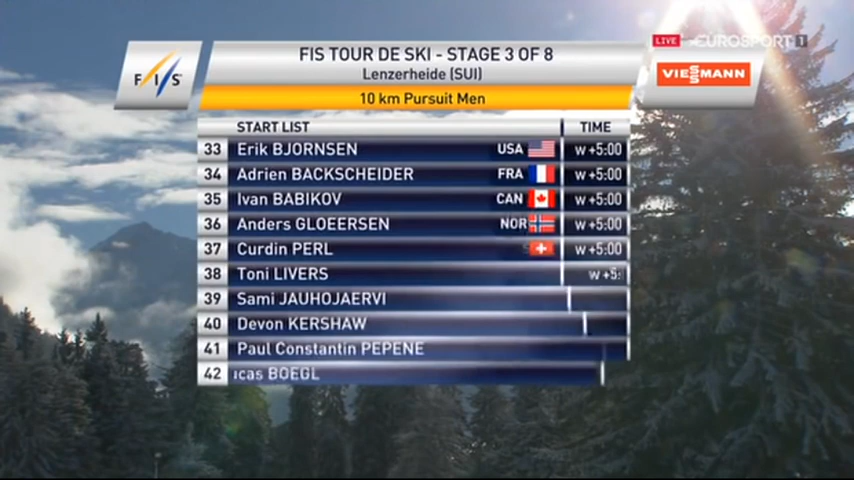 LIVE EUROSPORT 1
FIS
FIS TOUR DE SKI - STAGE 3 OF 8
Lenzerheide (SUI)
VIESSMANN
10 km Pursuit Men
START LIST TIME
33 Erik BJORNSEN USA w +5:00
34 Adrien BACKSCHEIDER FRA w +5:00
35 Ivan BABIKOV CAN w +5:00
36 Anders GLOEERSEN NOR w +5:00
37 Curdin PERL S w +5:00
38 Toni LIVERS w +5:
39 Sami JAUHOJAERVI
40 Devon KERSHAW
41 Paul Constantin PEPENE
42 ucas BOEGL